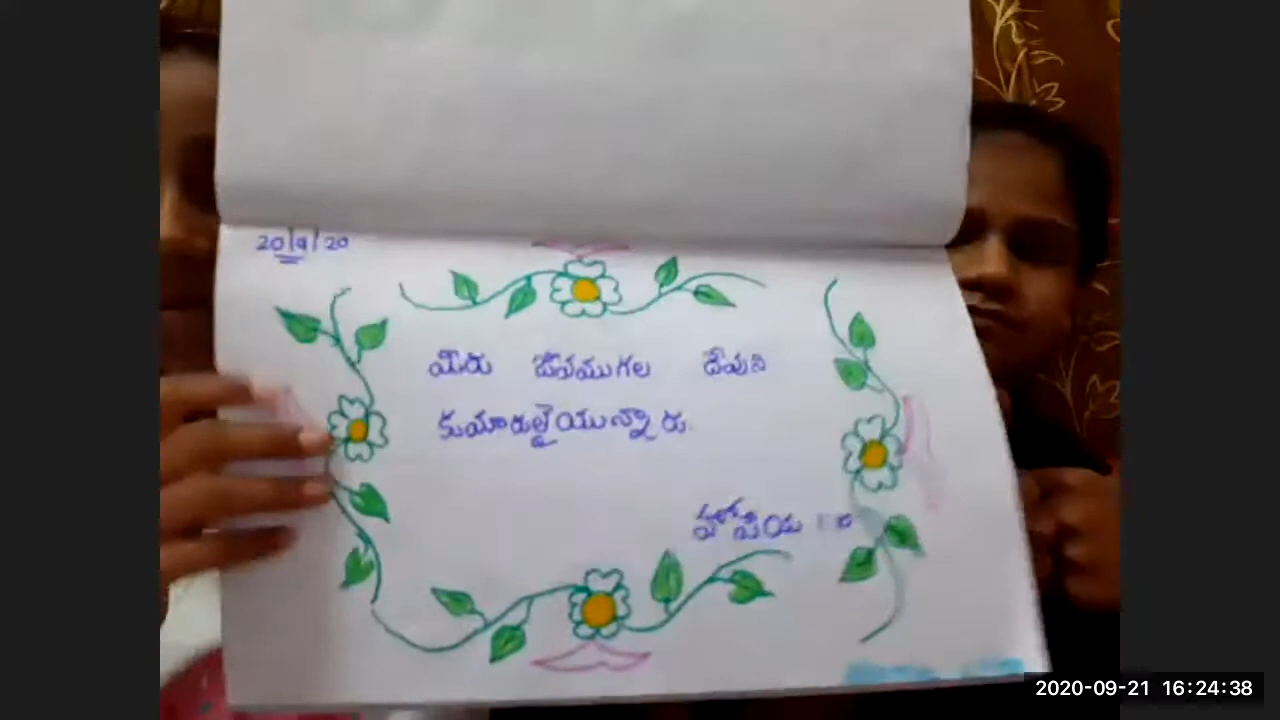 20/9/20
మీరు జీవముగల దేవుని
కుమారులైయున్నారు.
హోషేయ
2020-09-21 16:24:38